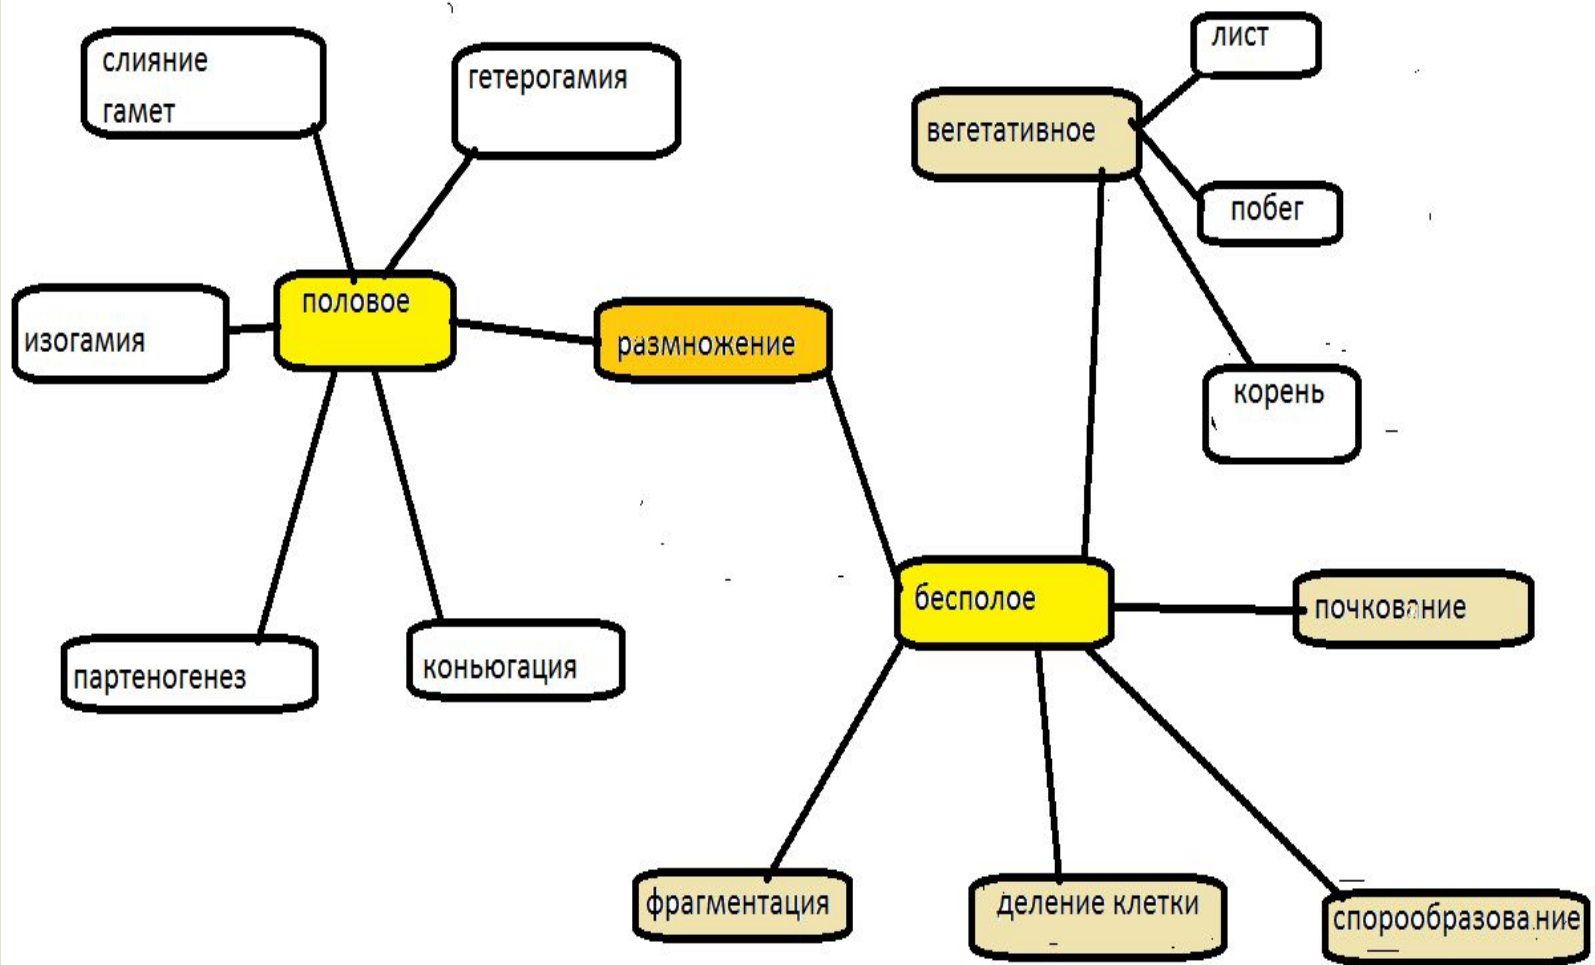 слияние
гамет
гетерогамия
лист
вегетативное
побег
половое
изогамия
размножение
корень
бесполое
почкование
партеногенез
коньюгация
фрагментация
деление клетки
спорообразование